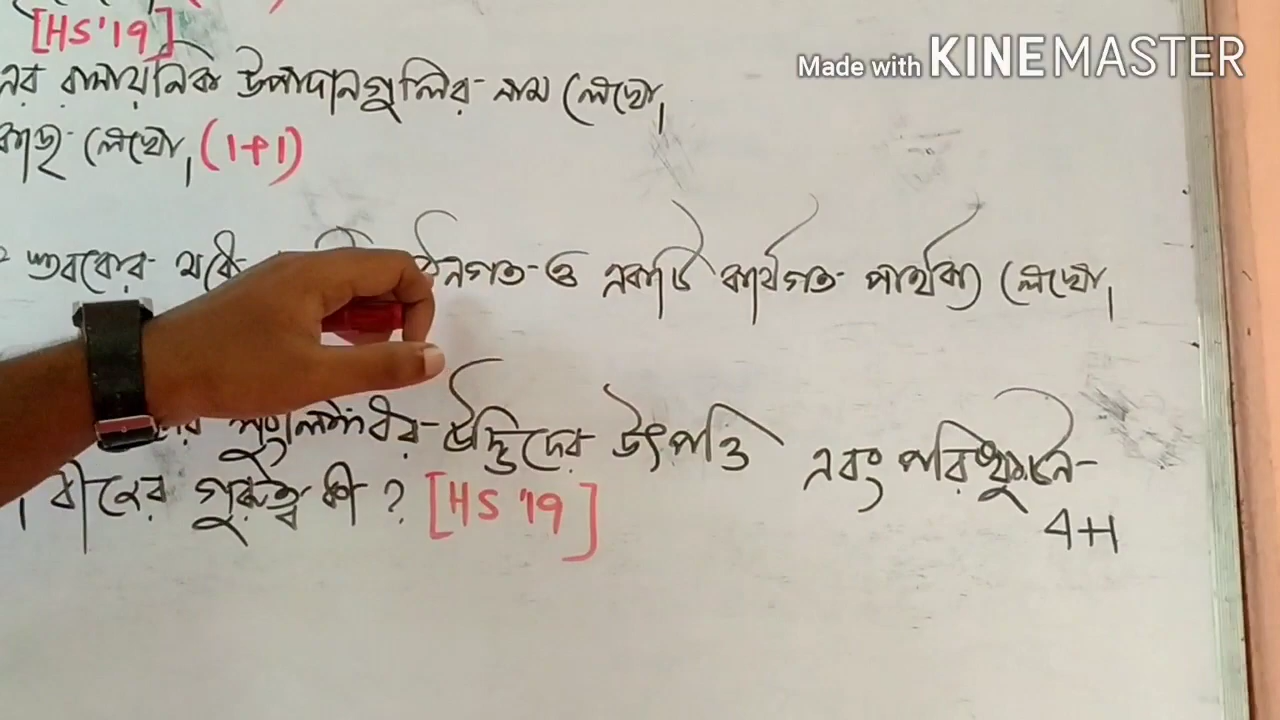 [HS'19]
এর রাসায়নিক উপাদানগুলির নাম লেখো।
কাজ লেখো। (1+1)
স্তবকের মধ্যে গঠনগত ও একটি কার্যগত পার্থক্য লেখো।
উদ্ভিদের উৎপত্তি এবং পরিস্ফুটনে
বীনের গুরুত্ব কী ? [HS '19]
4+1
Made with KINEMASTER